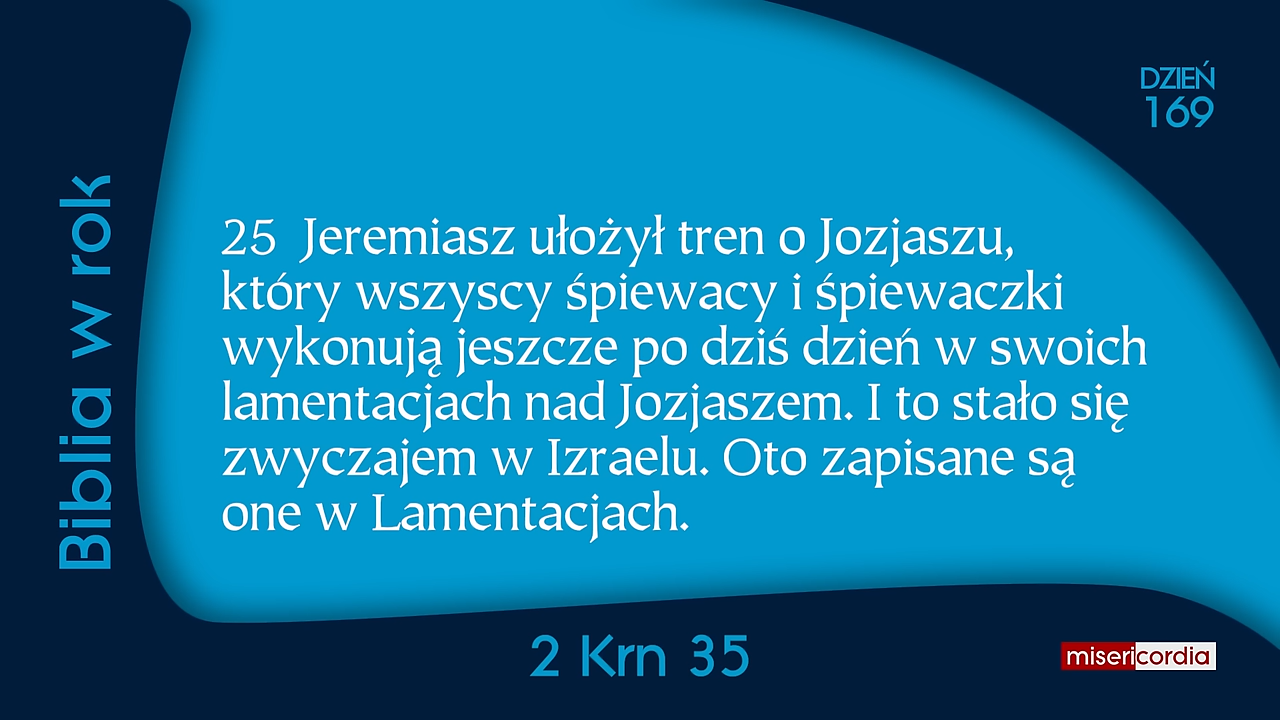 DZIEŃ
169
Biblia w rok
25 Jeremiasz ułożył tren o Jozjaszu,
który wszyscy śpiewacy i śpiewaczki
wykonują jeszcze po dziś dzień w swoich
lamentacjach nad Jozjaszem. I to stało się
zwyczajem w Izraelu. Oto zapisane są
one w Lamentacjach.
2 Krn 35
misericordia